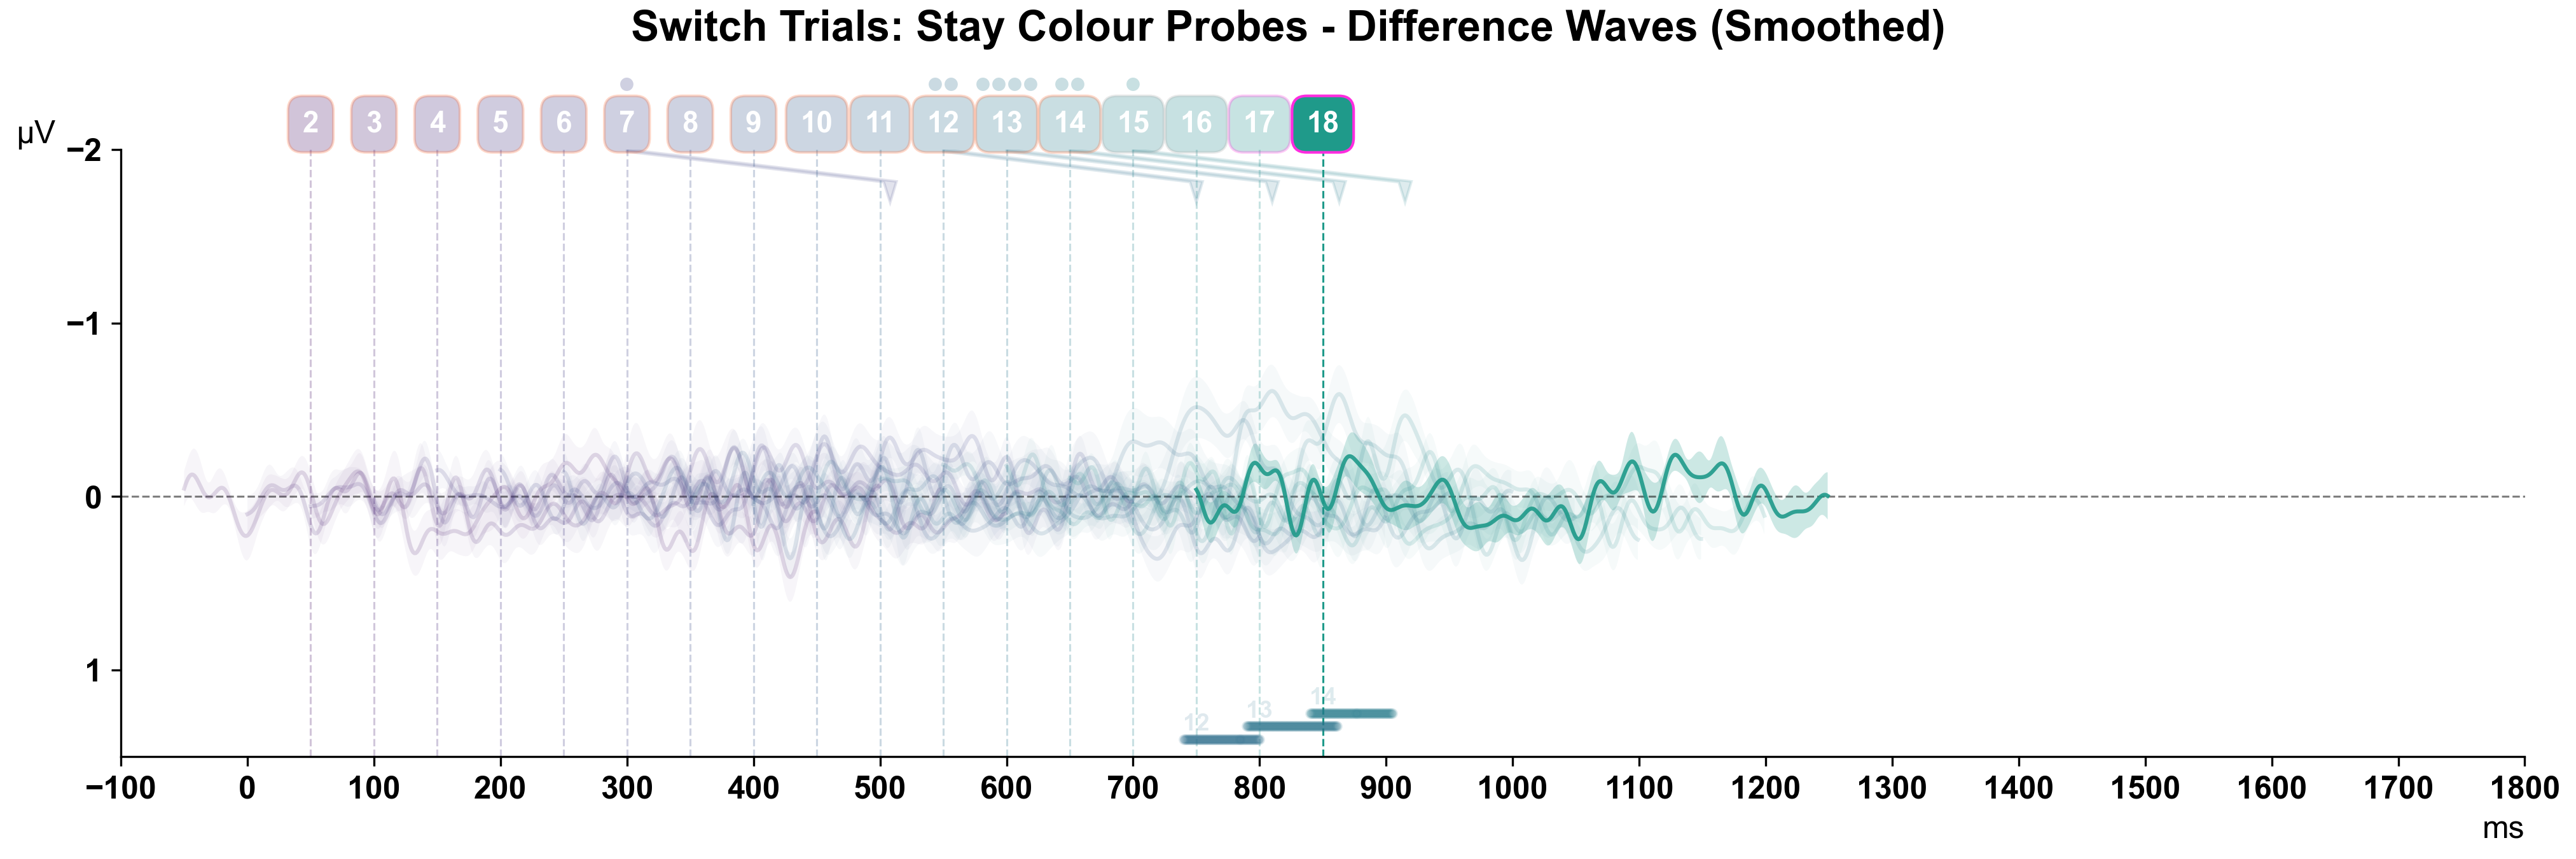 Switch Trials: Stay Colour Probes - Difference Waves (Smoothed)
2 3 4 5 6 7 8 9 10 11 12 13 14 15 16 17 18
µV
−2
−1
0
1
14
13
12
−100 0 100 200 300 400 500 600 700 800 900 1000 1100 1200 1300 1400 1500 1600 1700 1800
ms